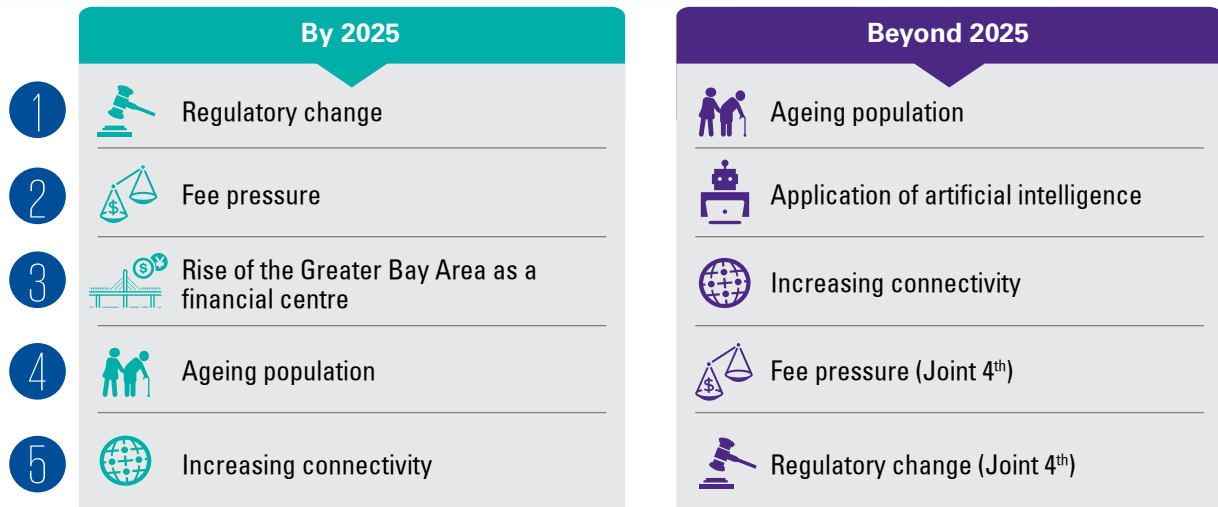 By 2025
1 Regulatory change
2 Fee pressure
$
3 Rise of the Greater Bay Area as a
financial centre
$ ¥
4 Ageing population
5 Increasing connectivity
Beyond 2025
Ageing population
Application of artificial intelligence
Increasing connectivity
Fee pressure (Joint 4th)
$
Regulatory change (Joint 4th)